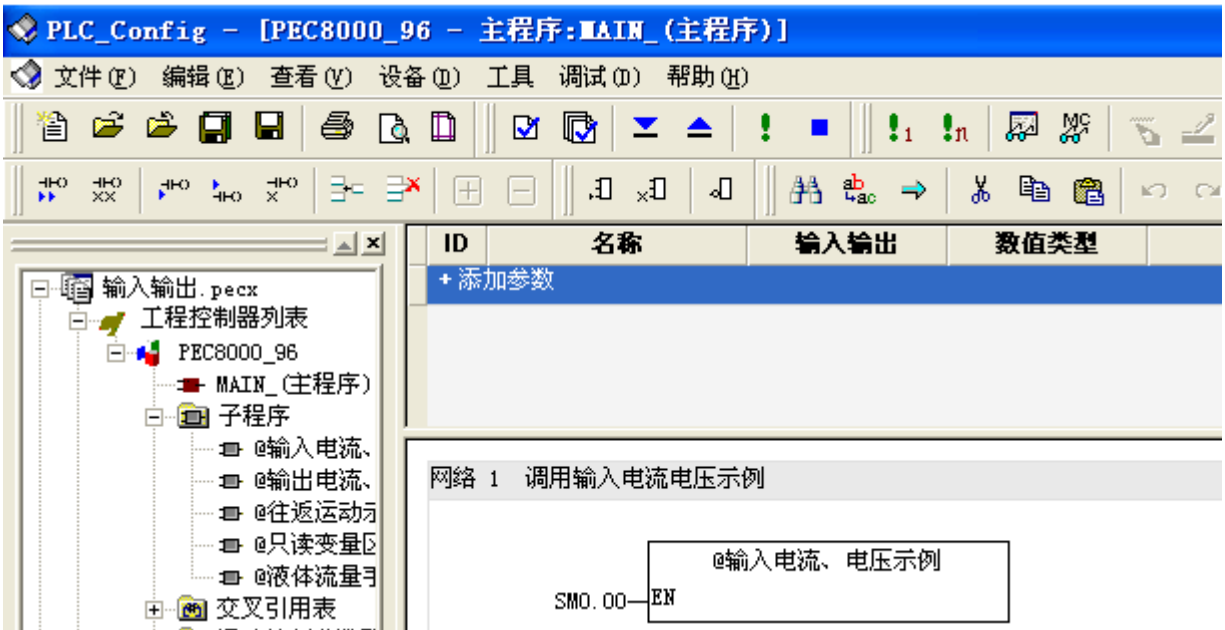 PLC_Config - [PEC8000_96 - 主程序:MAIN_(主程序)]
文件(F) 编辑(E) 查看(V) 设备(D) 工具 调试(D) 帮助(H)
ID 名称 输入输出 数值类型
+ 添加参数
输入输出.pecx
工程控制器列表
PEC8000_96
MAIN_(主程序)
子程序
@输入电流、
@输出电流、
@往返运动示
@只读变量区
@液体流量手
交叉引用表
网络 1 调用输入电流电压示例
@输入电流、电压示例
SM0.00 EN